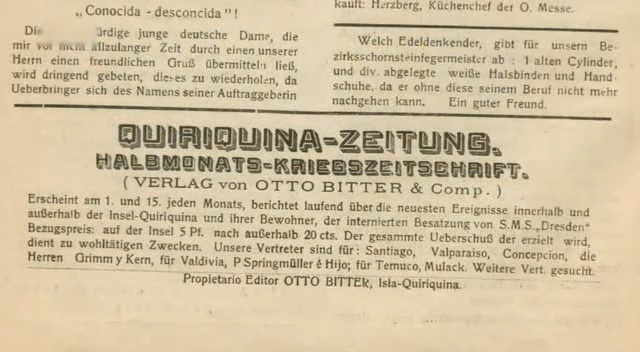 „Conocida - desconcida"!
ürdige junge deutsche Dame, die
mir vor nicht allzulanger Zeit durch einen unserer
Herrn einen freundlichen Gruß übermitteln ließ,
wird dringend gebeten, dieses zu wiederholen, da
Ueberbringer sich des Namens seiner Auftraggeberin
kauft: Herzberg, Küchenchef der O. Messe.
Welch Edeldenkender, gibt für unsern Be-
zirksschornsteinfegermeister ab : 1 alten Cylinder,
und div. abgelegte weiße Halsbinden und Hand-
schuhe, da er ohne diese seinem Beruf nicht mehr
nachgehen kann. Ein guter Freund.
QUIRIQUINA-ZEITUNG.
HALBMONATS-KRIEGSZEITSCHRIFT.
( VERLAG von OTTO BITTER & Comp. )
Erscheint am 1. und 15. jeden Monats, berichtet laufend über die neuesten Ereignisse innerhalb und
außerhalb der Insel-Quiriquina und ihrer Bewohner, der internierten Besatzung von S.M.S. „Dresden"
Bezugspreis: auf der Insel 5 Pf. nach außerhalb 20 cts. Der gesammte Ueberschuß der erzielt wird,
dient zu wohltätigen Zwecken. Unsere Vertreter sind für: Santiago, Valparaiso, Concepcion, die
Herren Grimm y Kern, für Valdivia, P Springmüller é Hijo; für Temuco, Mulack. Weitere Vert. gesucht.
Propietario Editor OTTO BITTER, Isla-Quiriquina.